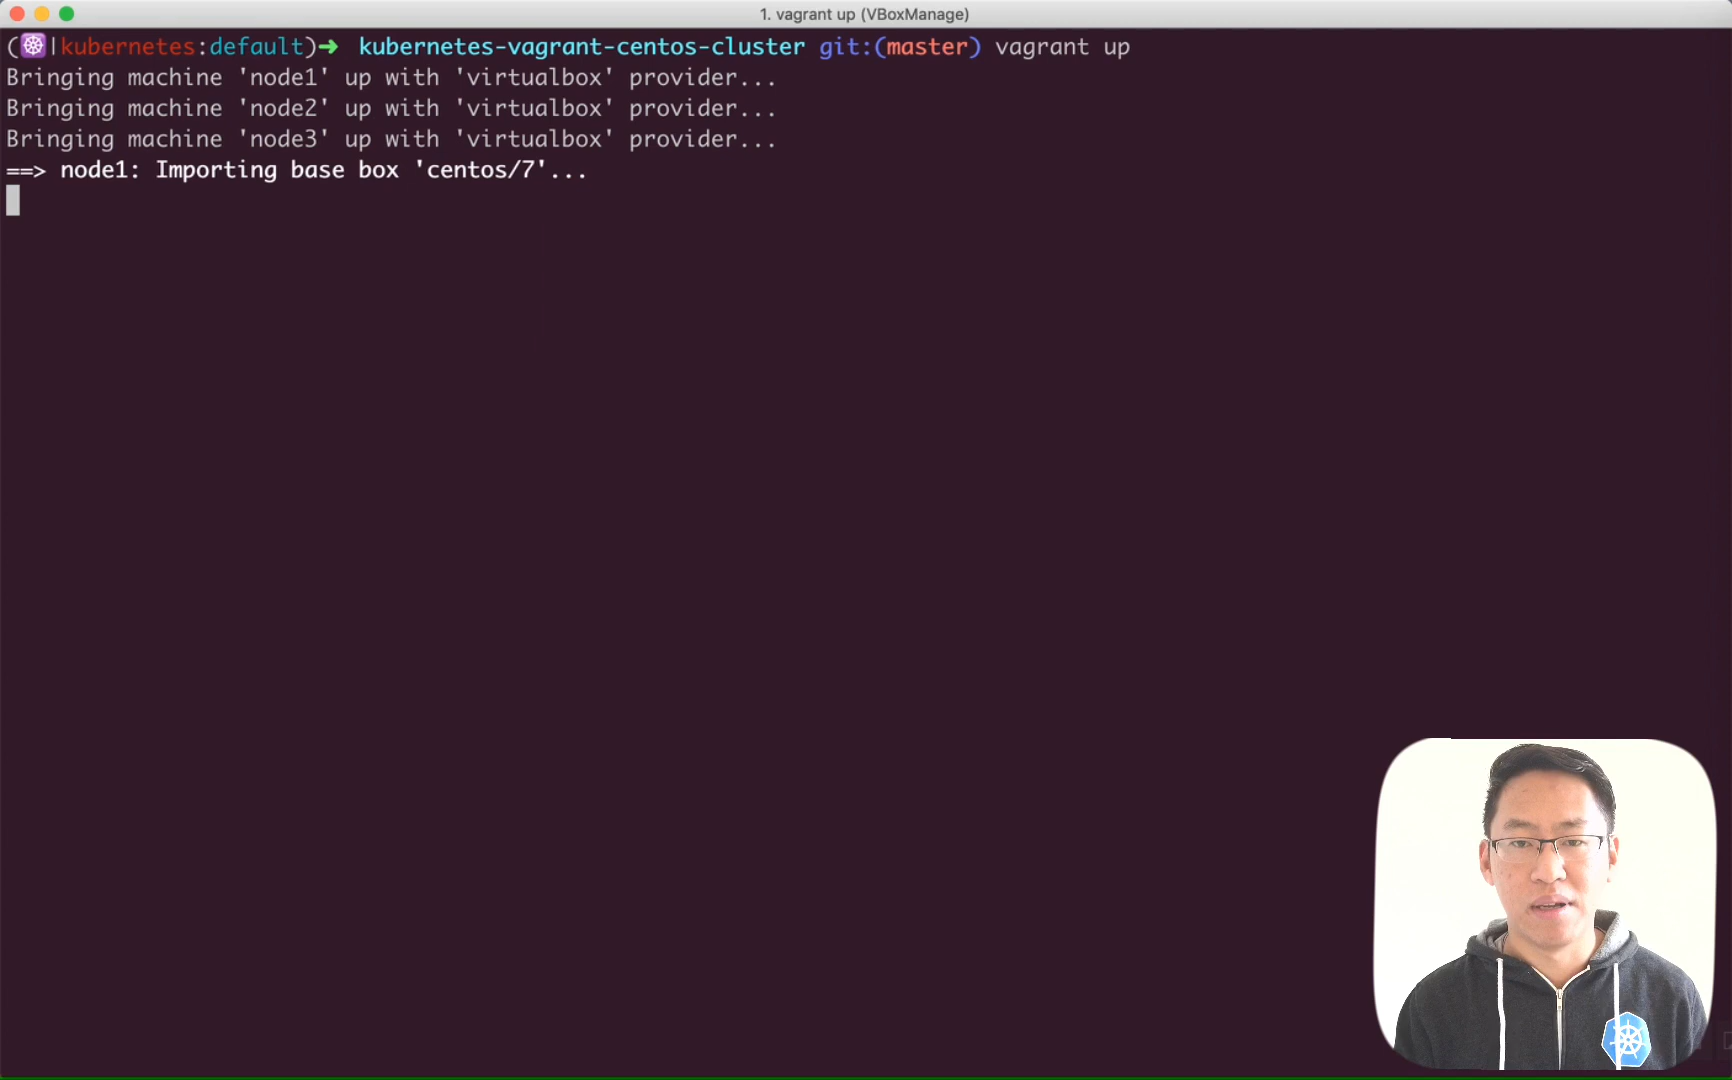 1. vagrant up (VBoxManage)
(|kubernetes:default)➜ kubernetes-vagrant-centos-cluster git:(master) vagrant up
Bringing machine 'node1' up with 'virtualbox' provider...
Bringing machine 'node2' up with 'virtualbox' provider...
Bringing machine 'node3' up with 'virtualbox' provider...
==> node1: Importing base box 'centos/7'...